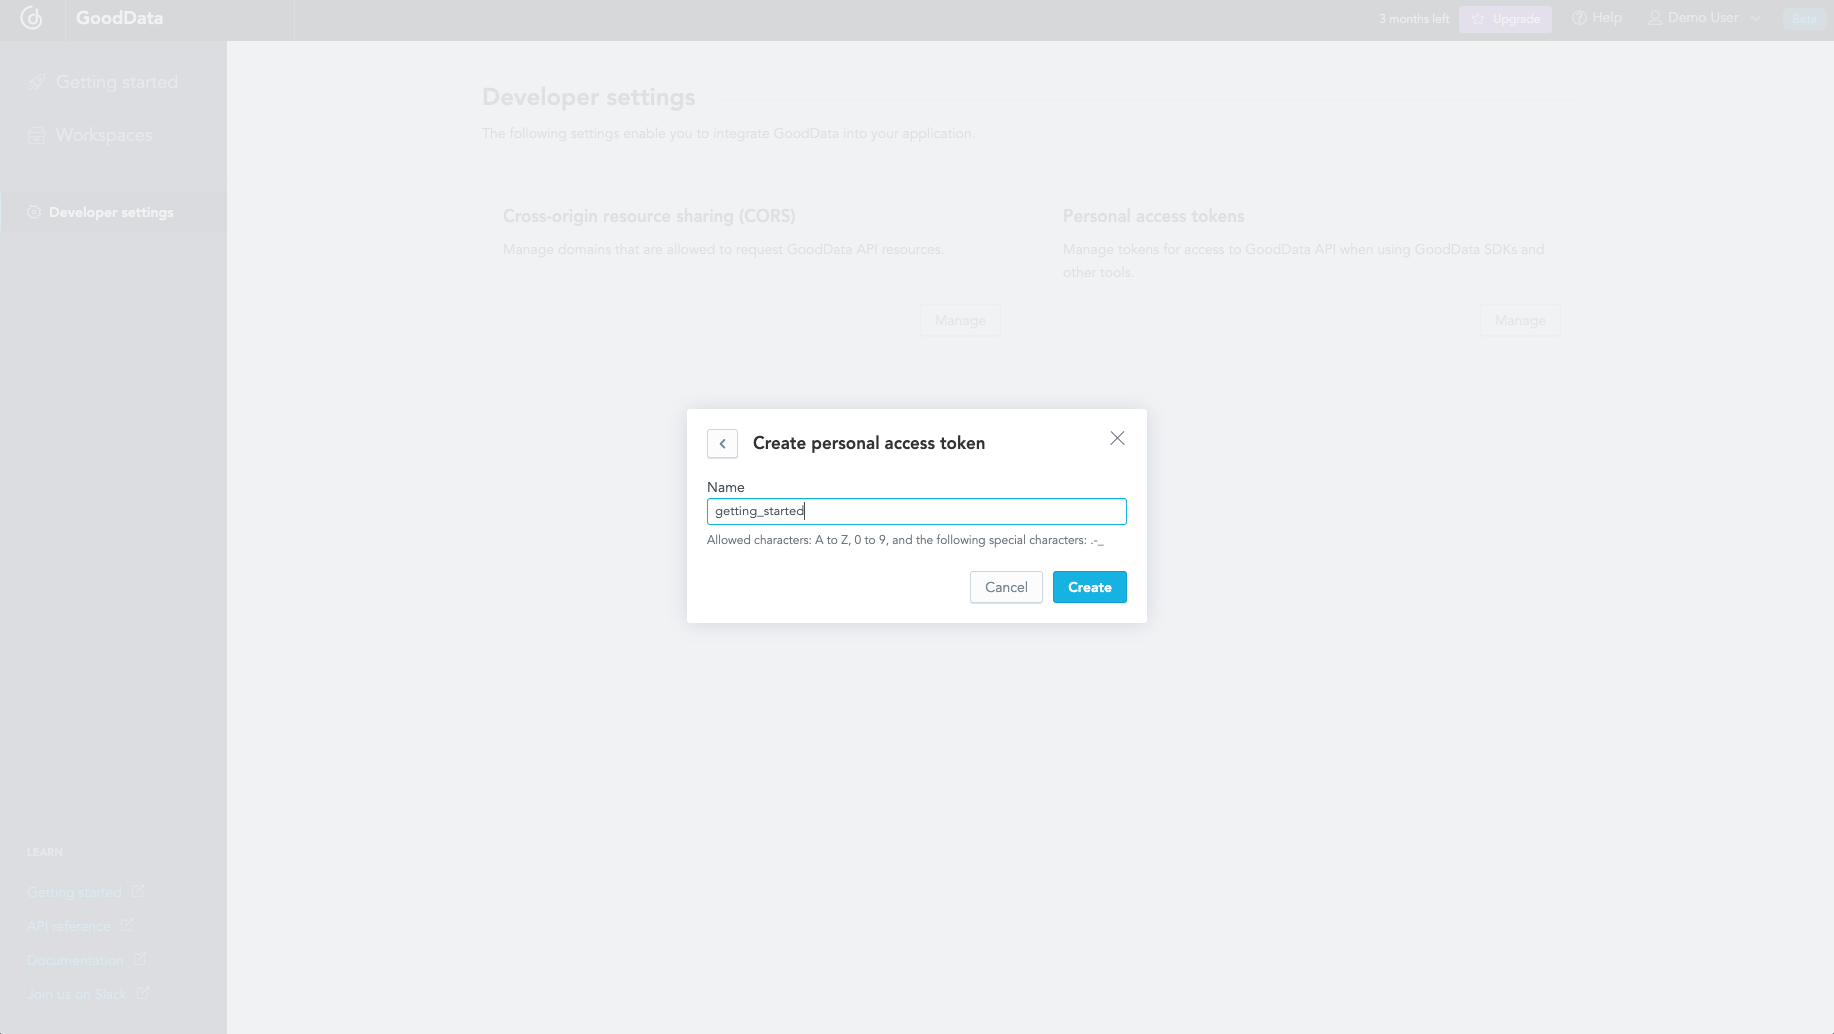 GoodData
3 months left
Upgrade
Help
Demo User
Beta
Getting started
Workspaces
Developer settings
Developer settings
The following settings enable you to integrate GoodData into your application.
Cross-origin resource sharing (CORS)
Manage domains that are allowed to request GoodData API resources.
Manage
Personal access tokens
Manage tokens for access to GoodData API when using GoodData SDKs and
other tools.
Manage
Create personal access token
Name
getting_started
Allowed characters: A to Z, 0 to 9, and the following special characters: .-_
Cancel
Create
LEARN
Getting started
API reference
Documentation
Join us on Slack